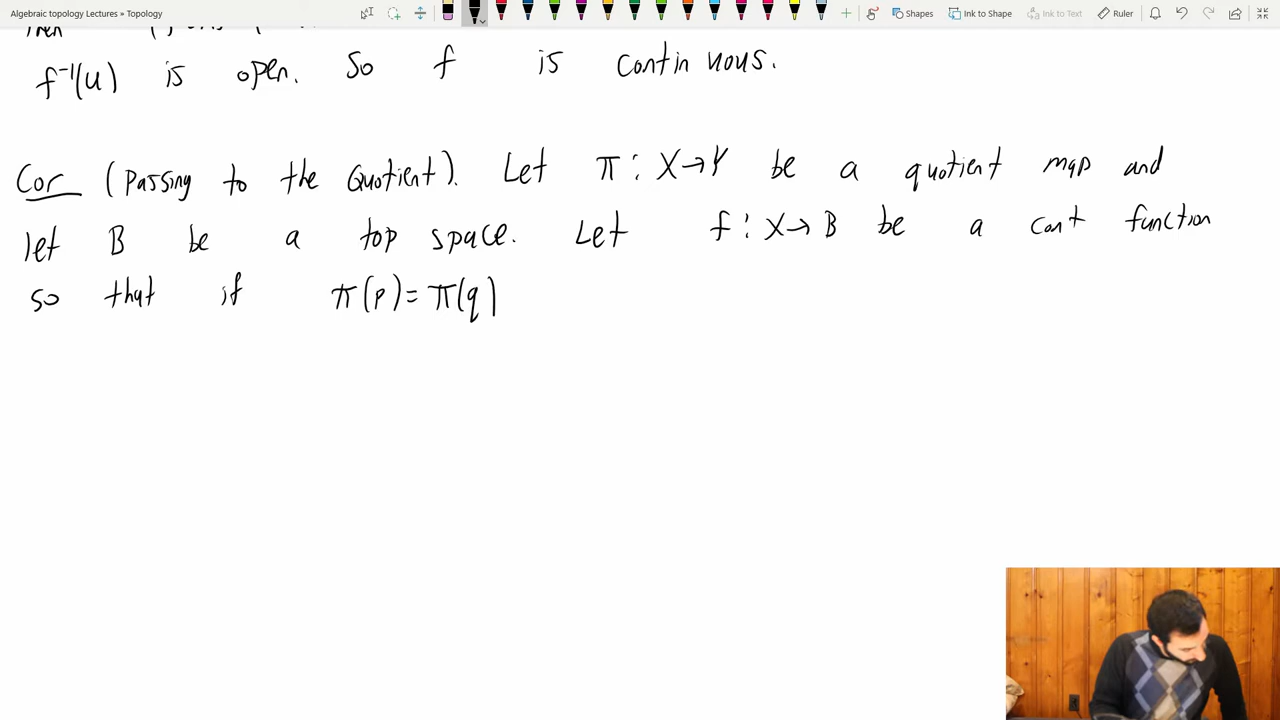 Algebraic topology Lectures » Topology
Shapes Ink to Shape Ink to Text Ruler
Then
f⁻¹(U) is open. So f is continuous.
Cor (Passing to the Quotient). Let π : X→Y be a quotient map and
let B be a top space. Let f : X→B be a cont function
so that if π(p) = π(q)